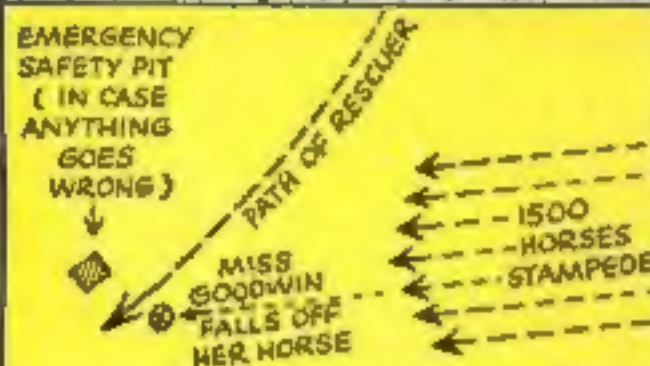 EMERGENCY
SAFETY PIT
( IN CASE
ANYTHING
GOES
WRONG )
PATH OF RESCUER
1500
HORSES
STAMPEDE
MISS
GOODWIN
FALLS OFF
HER HORSE